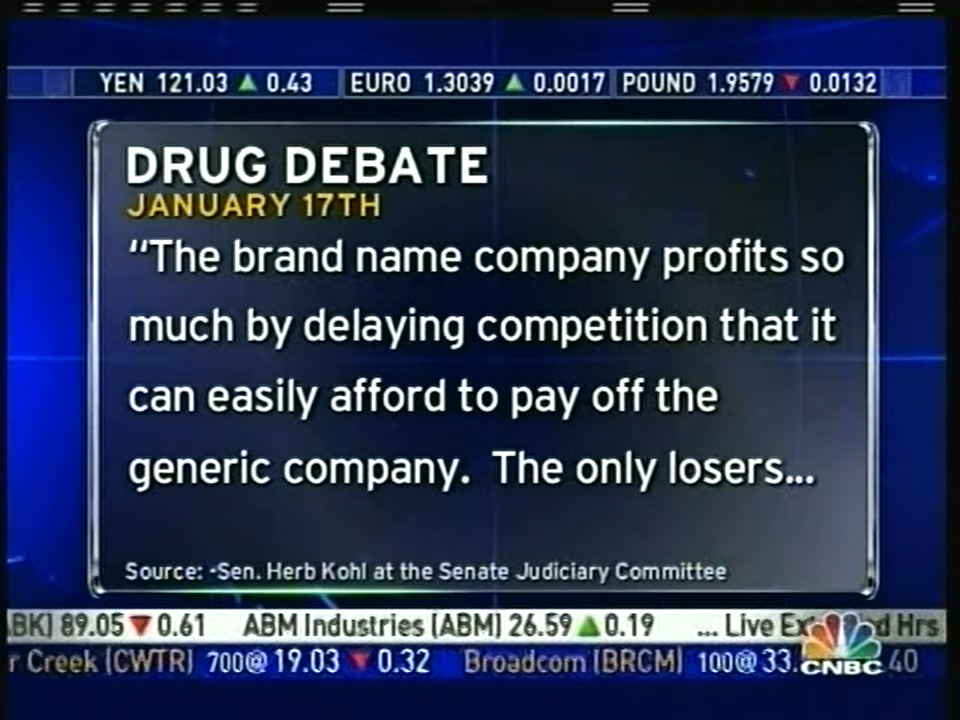 YEN 121.03 ▲ 0.43 EURO 1.3039 ▲ 0.0017 POUND 1.9579 ▼ 0.0132
DRUG DEBATE
JANUARY 17TH
"The brand name company profits so
much by delaying competition that it
can easily afford to pay off the
generic company. The only losers...
Source: -Sen. Herb Kohl at the Senate Judiciary Committee
BK) 89.05 ▼ 0.61 ABM Industries (ABM) 26.59 ▲ 0.19 ... Live Hrs
r Creek (CWTR) 700@ 19.03 ▼ 0.32 Broadcom (BRCM) 100@ 33. 40
CNBC